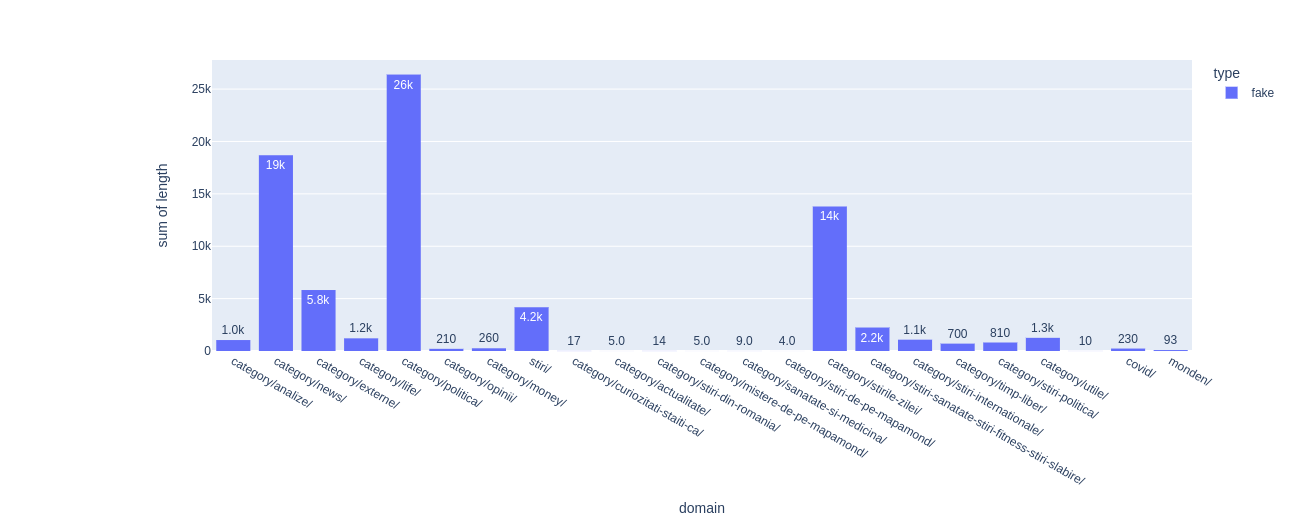 type
fake
sum of length
25k
20k
15k
10k
5k
0
1.0k
19k
5.8k
1.2k
26k
210
260
4.2k
17
5.0
14
5.0
9.0
4.0
14k
2.2k
1.1k
700
810
1.3k
10
230
93
category/analize/
category/news/
category/externe/
category/life/
category/politica/
category/opinii/
category/money/
stiri/
category/curiozitati-staiti-ca/
category/actualitate/
category/stiri-din-romania/
category/mistere-de-pe-mapamond/
category/sanatate-si-medicina/
category/stiri-de-pe-mapamond/
category/stirile-zilei/
category/stiri-sanatate-stiri-fitness-stiri-slabire/
category/stiri-internationale/
category/timp-liber/
category/stiri-politica/
category/utile/
covid/
monden/
domain